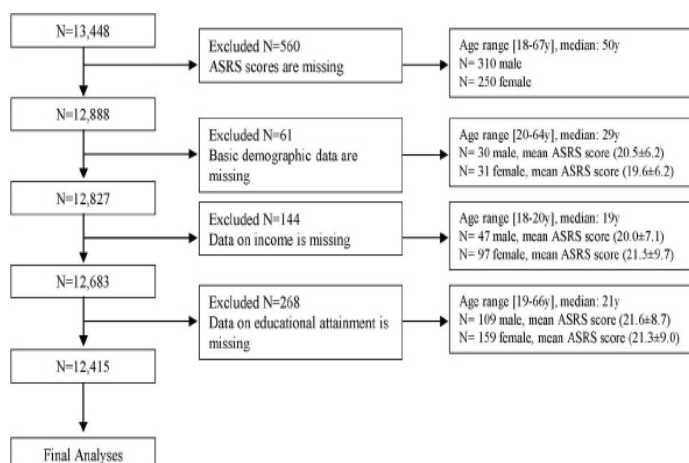 N=13,448
Excluded N=560
ASRS scores are missing
Age range [18-67y], median: 50y
N= 310 male
N= 250 female
N=12,888
Excluded N=61
Basic demographic data are
missing
Age range [20-64y], median: 29y
N= 30 male, mean ASRS score (20.5±6.2)
N= 31 female, mean ASRS score (19.6±6.2)
N=12,827
Excluded N=144
Data on income is missing
Age range [18-20y], median: 19y
N= 47 male, mean ASRS score (20.0±7.1)
N= 97 female, mean ASRS score (21.5±9.7)
N=12,683
Excluded N=268
Data on educational attainment is
missing
Age range [19-66y], median: 21y
N= 109 male, mean ASRS score (21.6±8.7)
N= 159 female, mean ASRS score (21.3±9.0)
N=12,415
Final Analyses